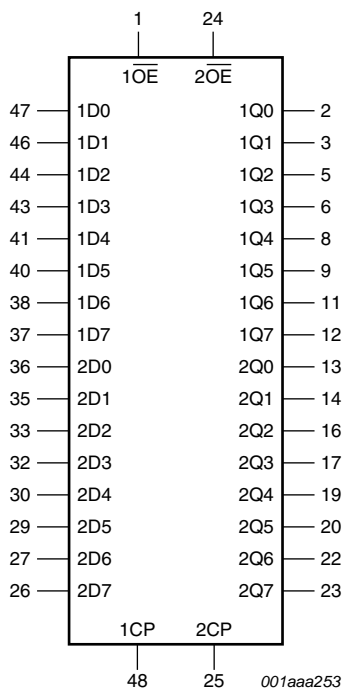 1 24
1O̅E̅ 2O̅E̅
47 1D0 1Q0 2
46 1D1 1Q1 3
44 1D2 1Q2 5
43 1D3 1Q3 6
41 1D4 1Q4 8
40 1D5 1Q5 9
38 1D6 1Q6 11
37 1D7 1Q7 12
36 2D0 2Q0 13
35 2D1 2Q1 14
33 2D2 2Q2 16
32 2D3 2Q3 17
30 2D4 2Q4 19
29 2D5 2Q5 20
27 2D6 2Q6 22
26 2D7 2Q7 23
1CP 2CP
48 25 001aaa253